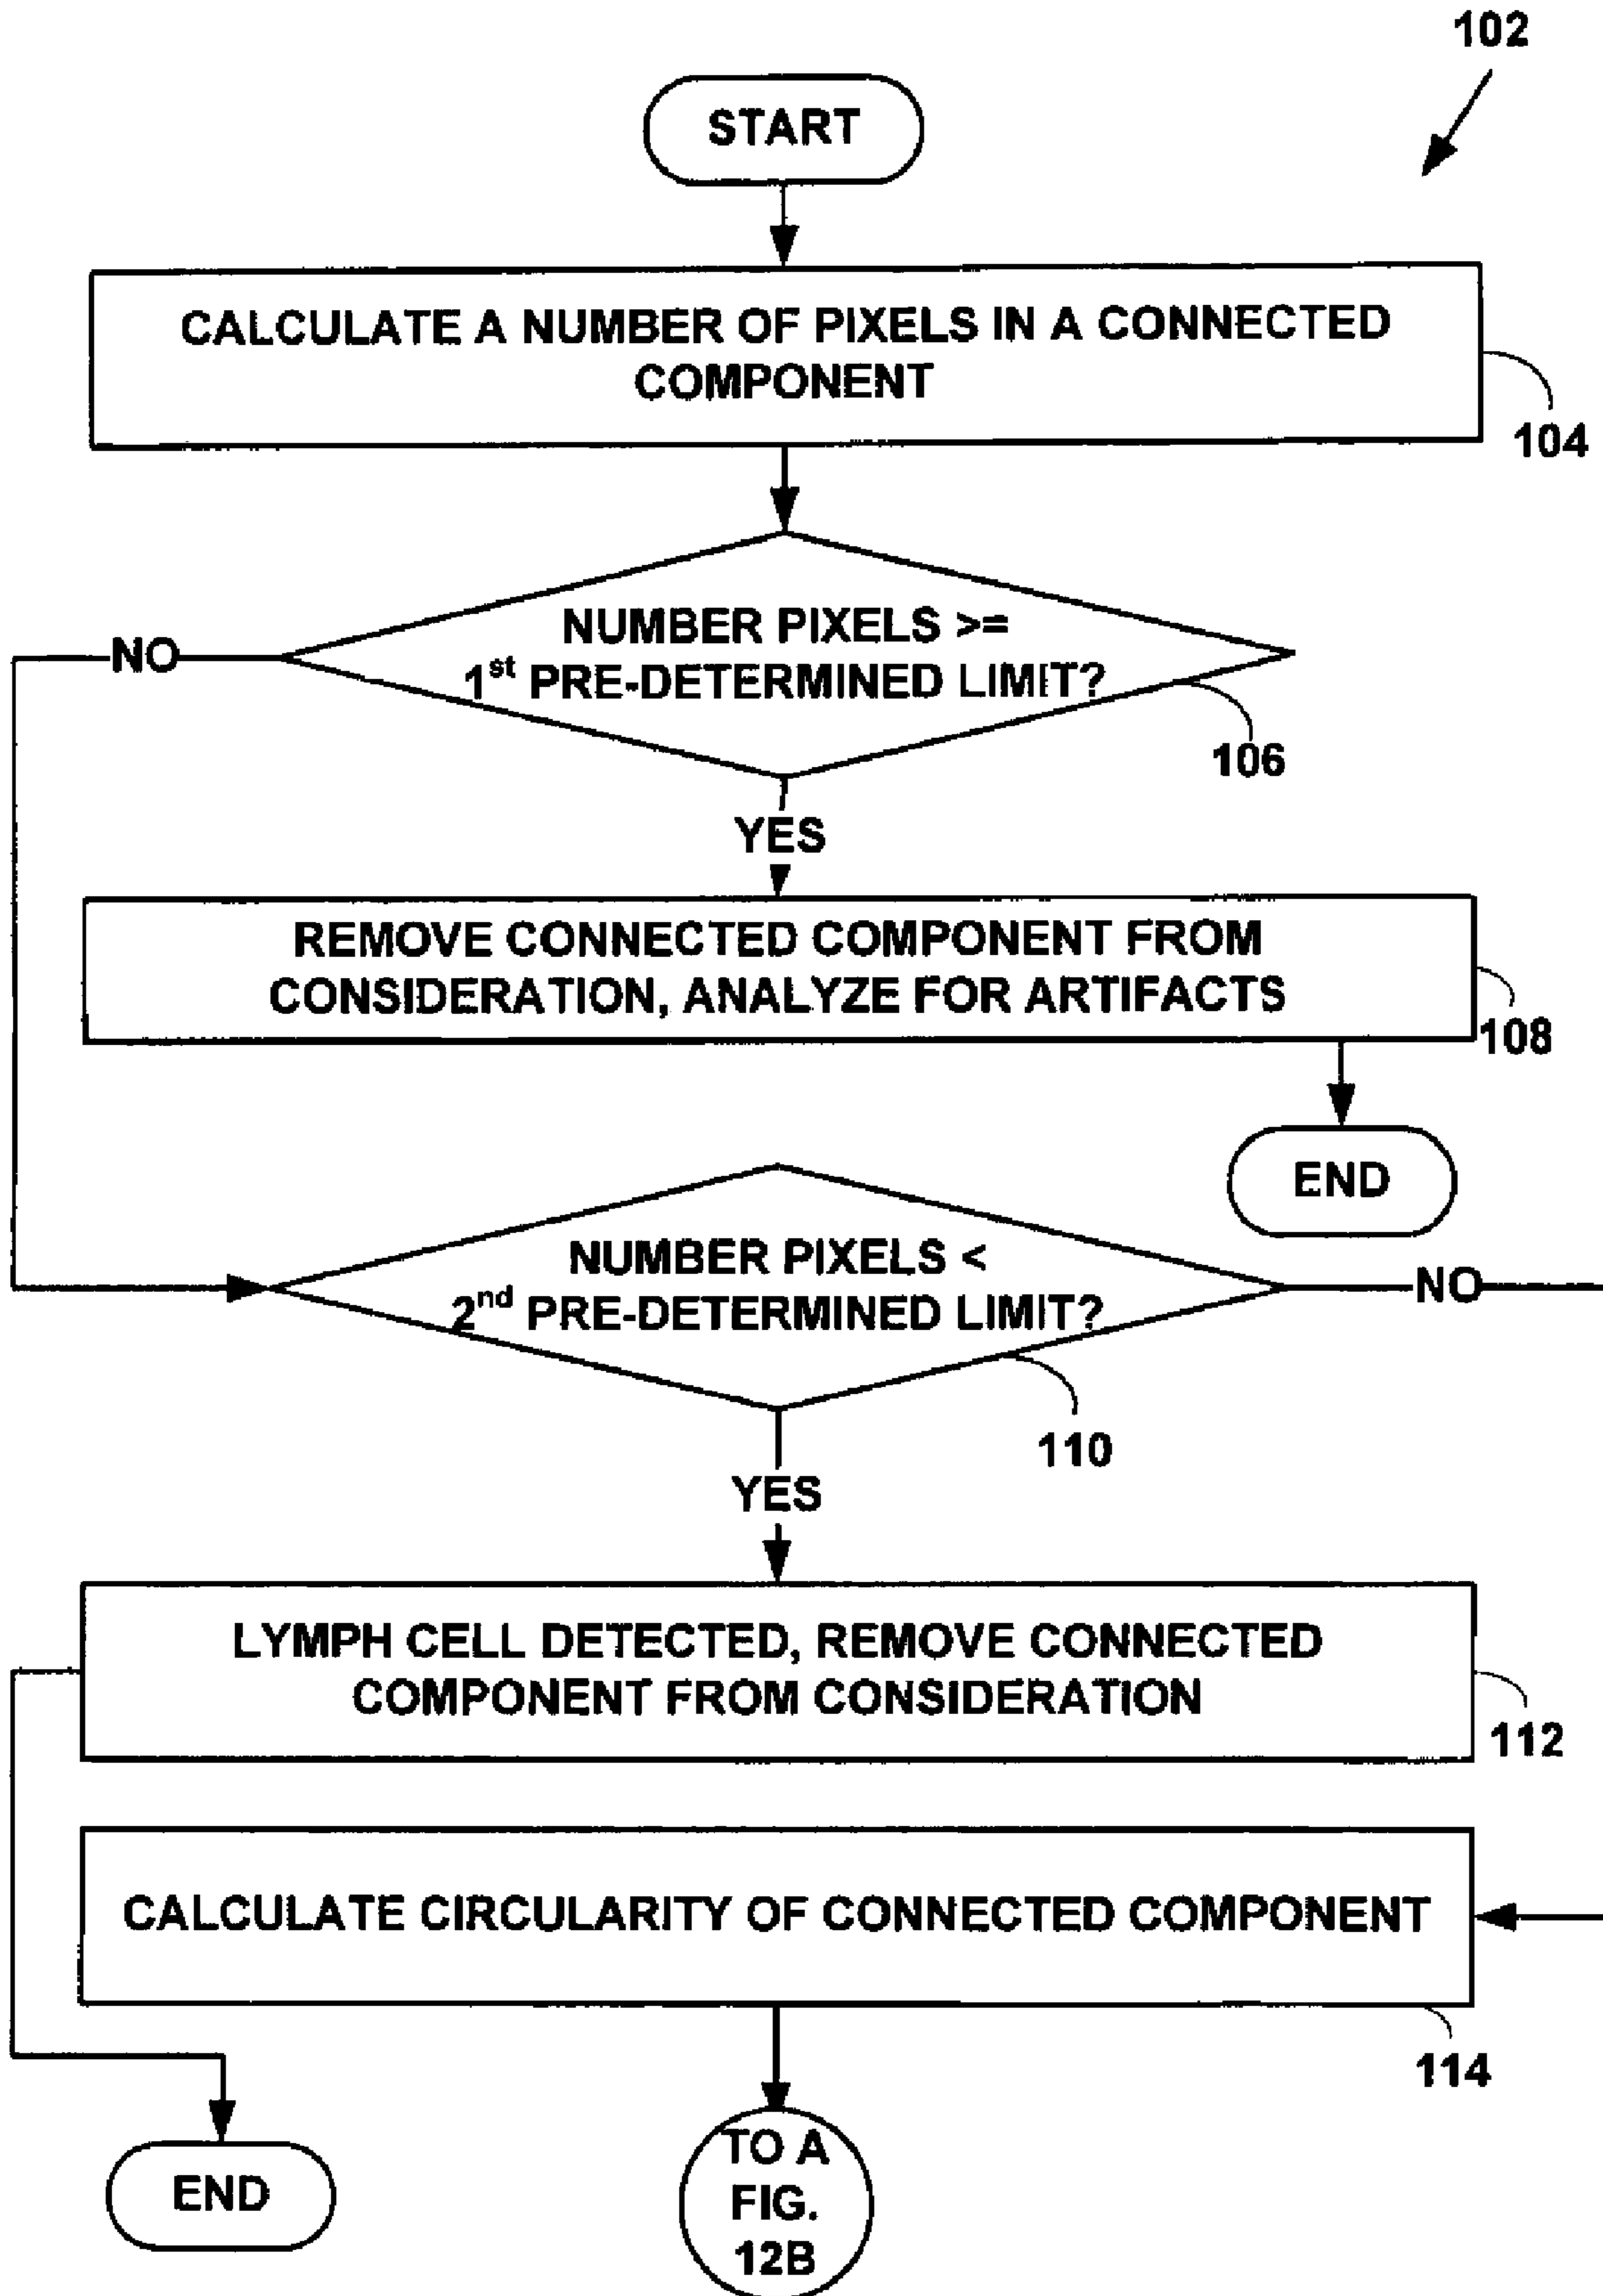 102
START
CALCULATE A NUMBER OF PIXELS IN A CONNECTED
COMPONENT
104
NUMBER PIXELS >=
1st PRE-DETERMINED LIMIT?
NO
106
YES
REMOVE CONNECTED COMPONENT FROM
CONSIDERATION, ANALYZE FOR ARTIFACTS
108
END
NUMBER PIXELS <
2nd PRE-DETERMINED LIMIT?
NO
110
YES
LYMPH CELL DETECTED, REMOVE CONNECTED
COMPONENT FROM CONSIDERATION
112
CALCULATE CIRCULARITY OF CONNECTED COMPONENT
114
END
TO A
FIG.
12B